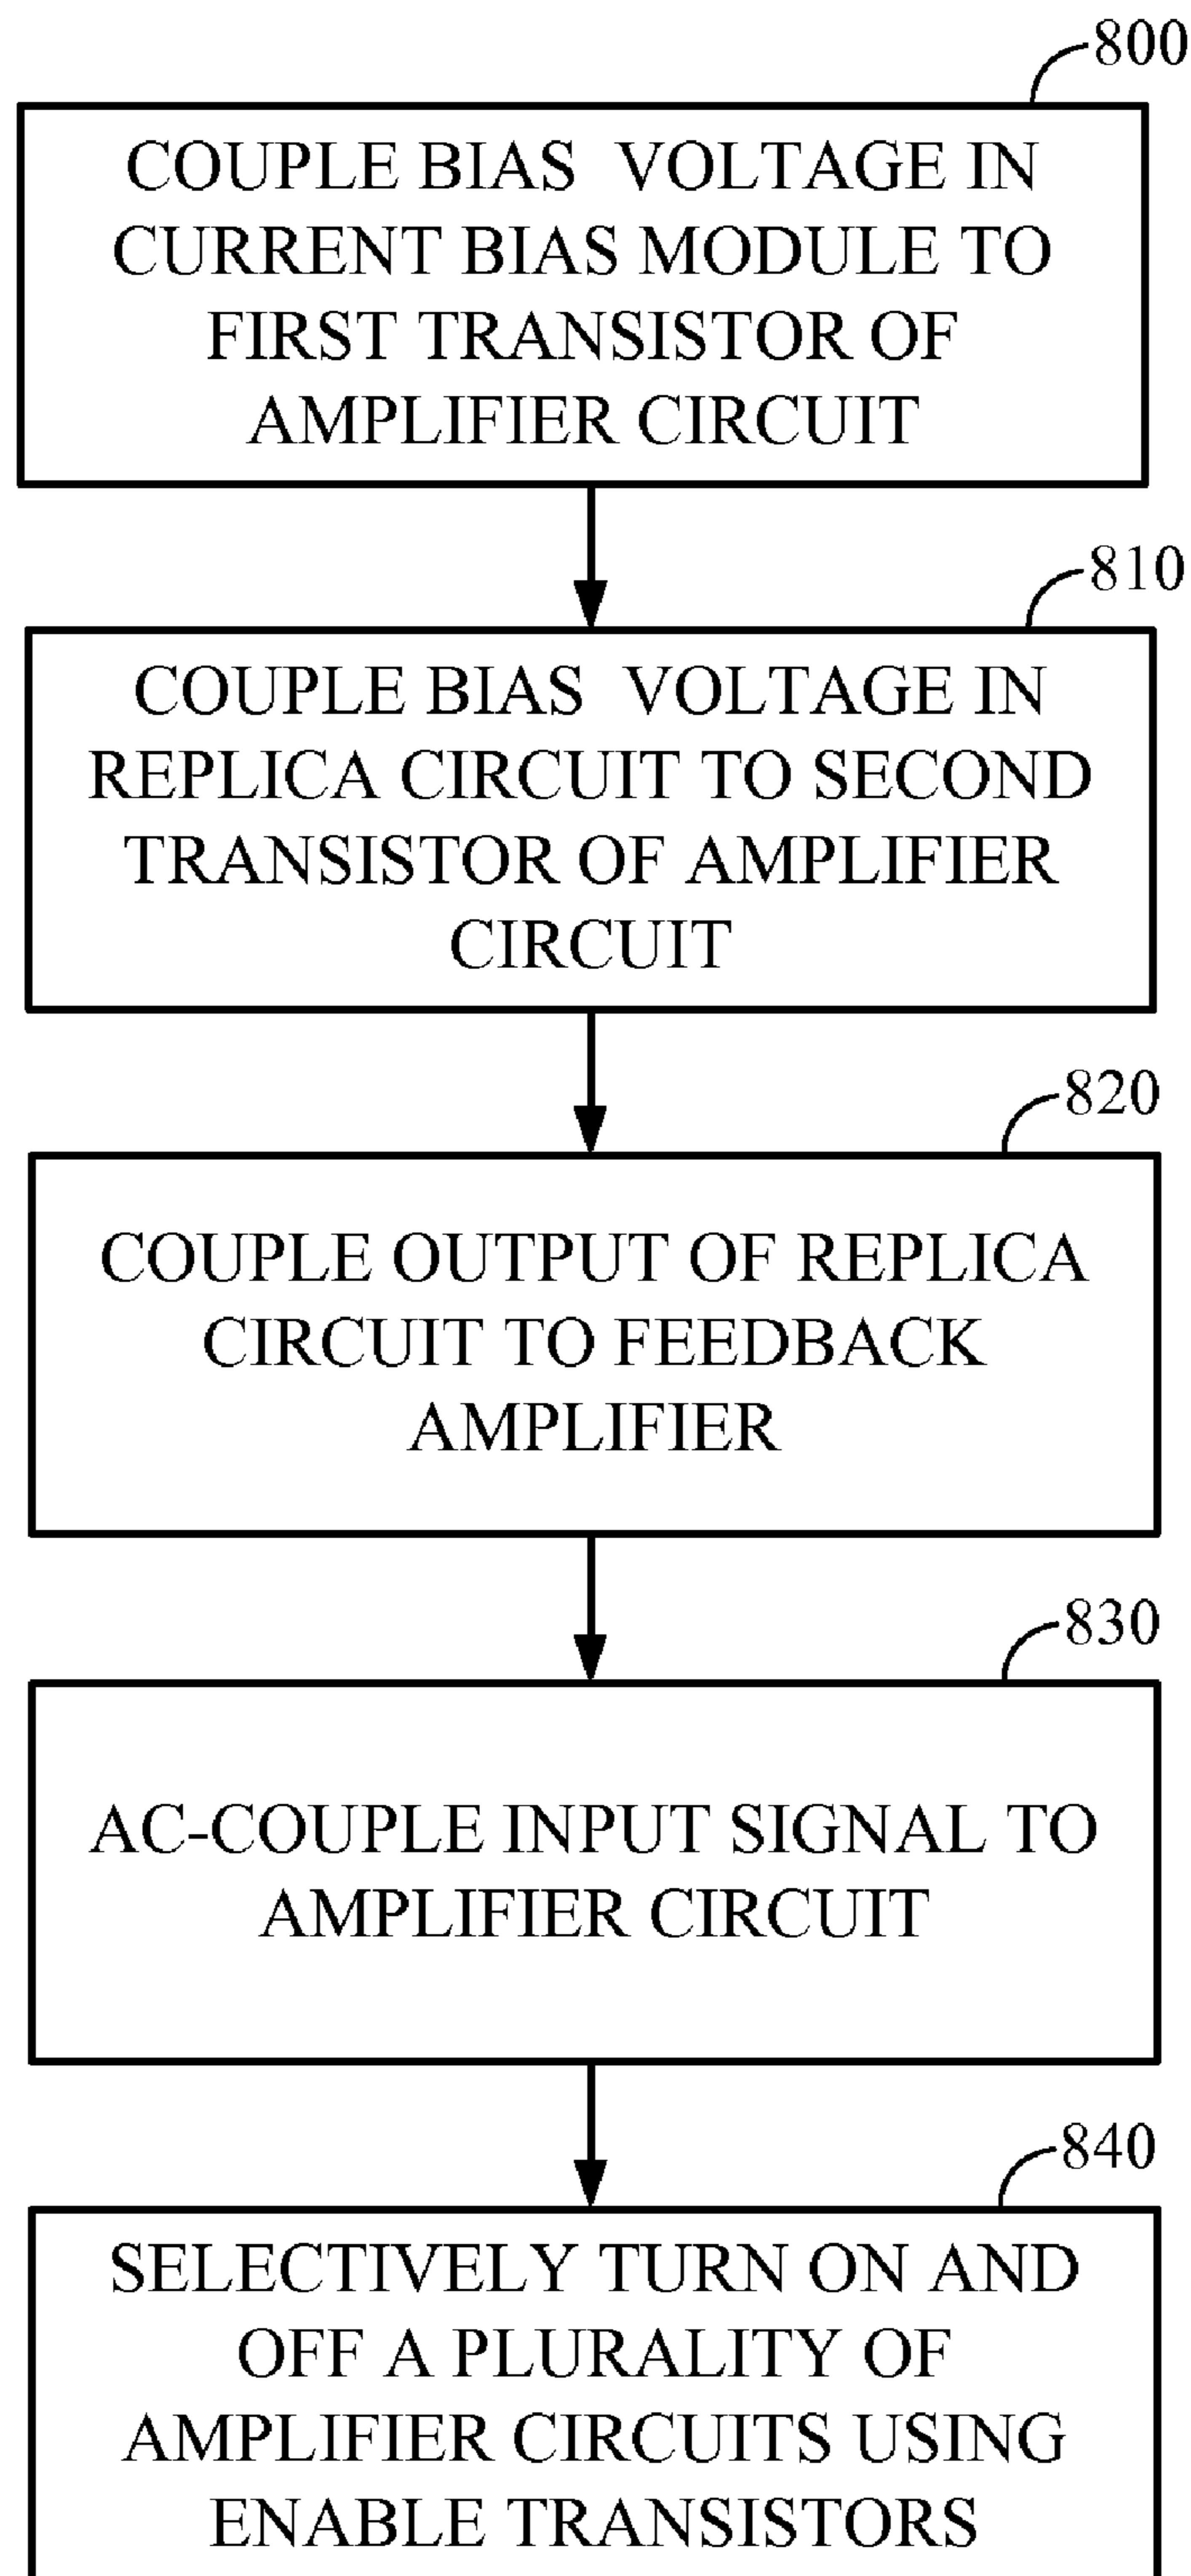 800
COUPLE BIAS VOLTAGE IN
CURRENT BIAS MODULE TO
FIRST TRANSISTOR OF
AMPLIFIER CIRCUIT
810
COUPLE BIAS VOLTAGE IN
REPLICA CIRCUIT TO SECOND
TRANSISTOR OF AMPLIFIER
CIRCUIT
820
COUPLE OUTPUT OF REPLICA
CIRCUIT TO FEEDBACK
AMPLIFIER
830
AC-COUPLE INPUT SIGNAL TO
AMPLIFIER CIRCUIT
840
SELECTIVELY TURN ON AND
OFF A PLURALITY OF
AMPLIFIER CIRCUITS USING
ENABLE TRANSISTORS